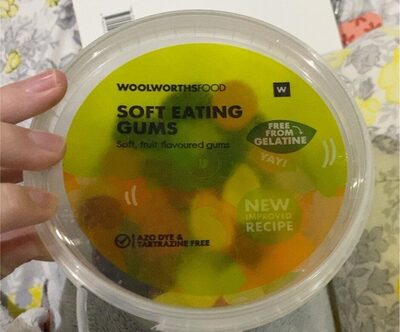 WOOLWORTHSFOOD
W
SOFT EATING
GUMS
Soft, fruit flavoured gums
FREE
FROM
GELATINE
YAY!
NEW
IMPROVED
RECIPE
AZO DYE &
TARTRAZINE FREE